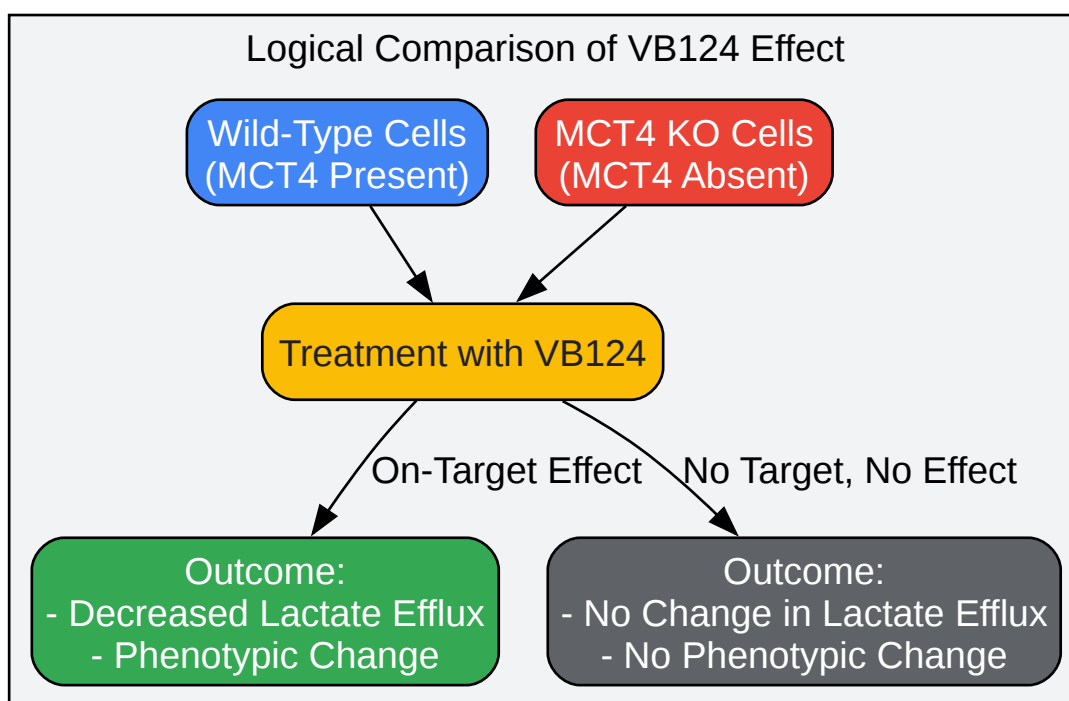 Logical Comparison of VB124 Effect
Wild-Type Cells
(MCT4 Present)
MCT4 KO Cells
(MCT4 Absent)
Treatment with VB124
On-Target Effect
No Target, No Effect
Outcome:
- Decreased Lactate Efflux
- Phenotypic Change
Outcome:
- No Change in Lactate Efflux
- No Phenotypic Change